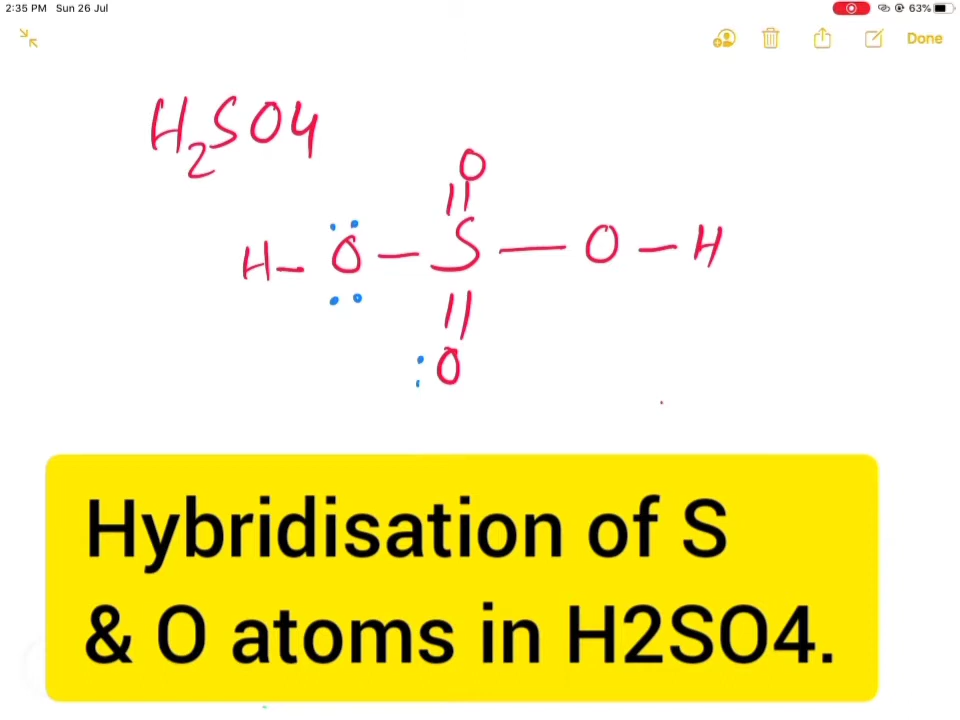 2:35 PM Sun 26 Jul 63%
Done
H2SO4
O
H-O-S-O-H
O
Hybridisation of S
& O atoms in H2SO4.